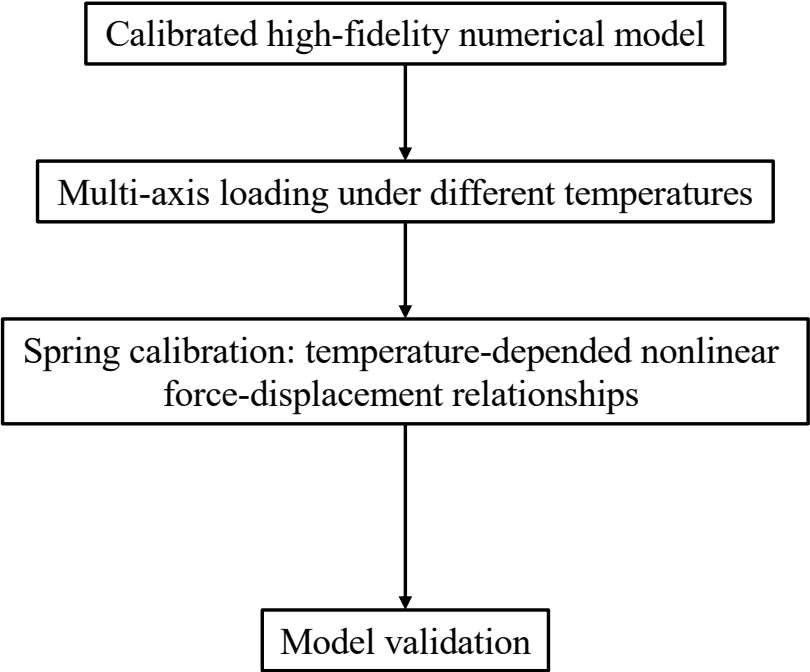 Calibrated high-fidelity numerical model
Multi-axis loading under different temperatures
Spring calibration: temperature-depended nonlinear
force-displacement relationships
Model validation